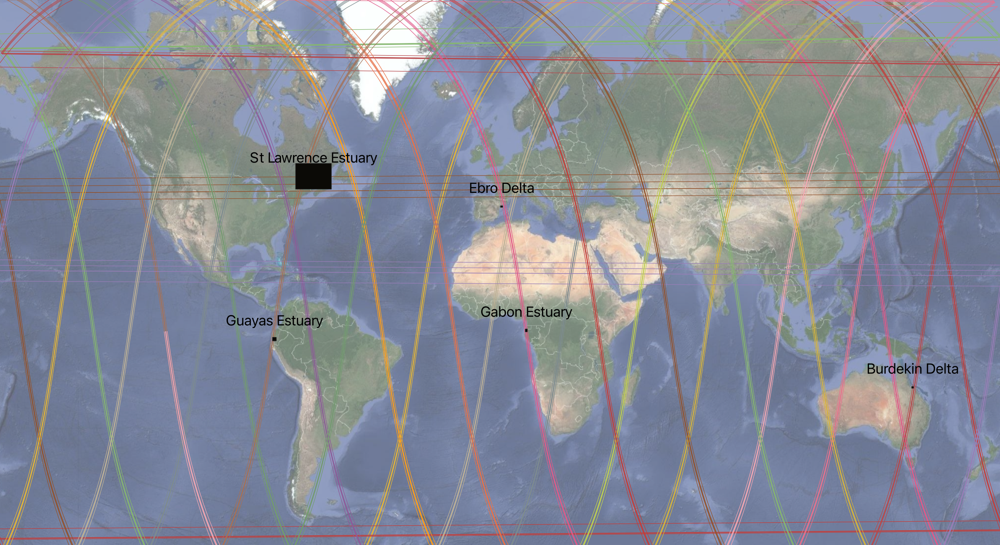 St Lawrence Estuary
Ebro Delta
Gabon Estuary
Guayas Estuary
Burdekin Delta